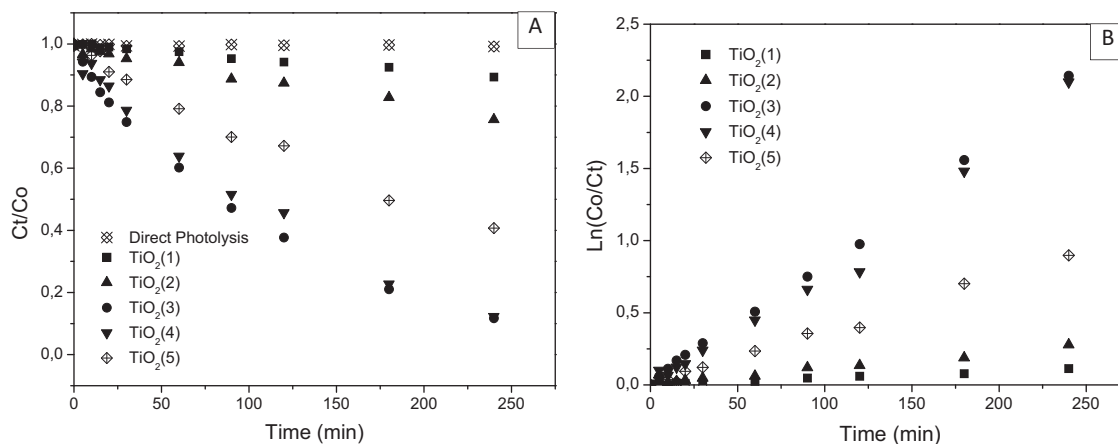 A
1,0
0,8
0,6
0,4
0,2
0,0
Ct/Co
Direct Photolysis
TiO2(1)
TiO2(2)
TiO2(3)
TiO2(4)
TiO2(5)
0
50
100
150
200
250
Time (min)
B
2,5
2,0
1,5
1,0
0,5
0,0
Ln(Co/Ct)
TiO2(1)
TiO2(2)
TiO2(3)
TiO2(4)
TiO2(5)
0
50
100
150
200
250
Time (min)